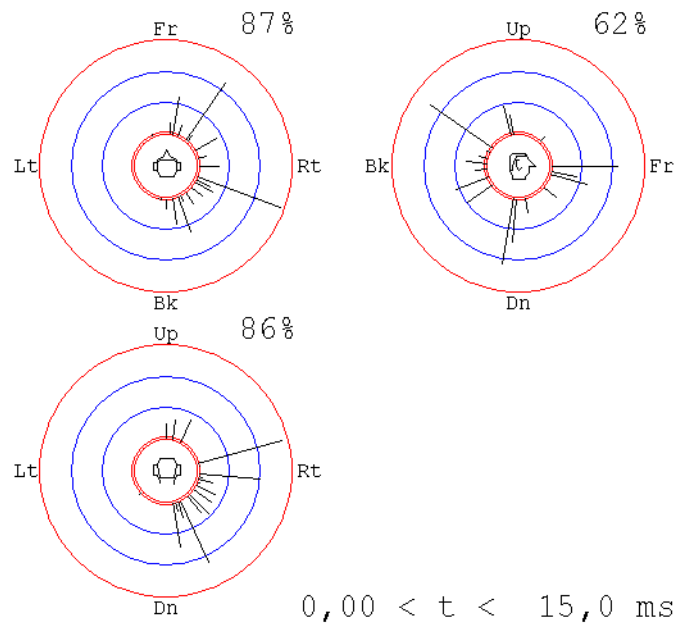 Fr 87%
Up 62%
Lt Rt
Bk Fr
Bk
Dn
Up 86%
Lt Rt
Dn
0,00 < t < 15,0 ms